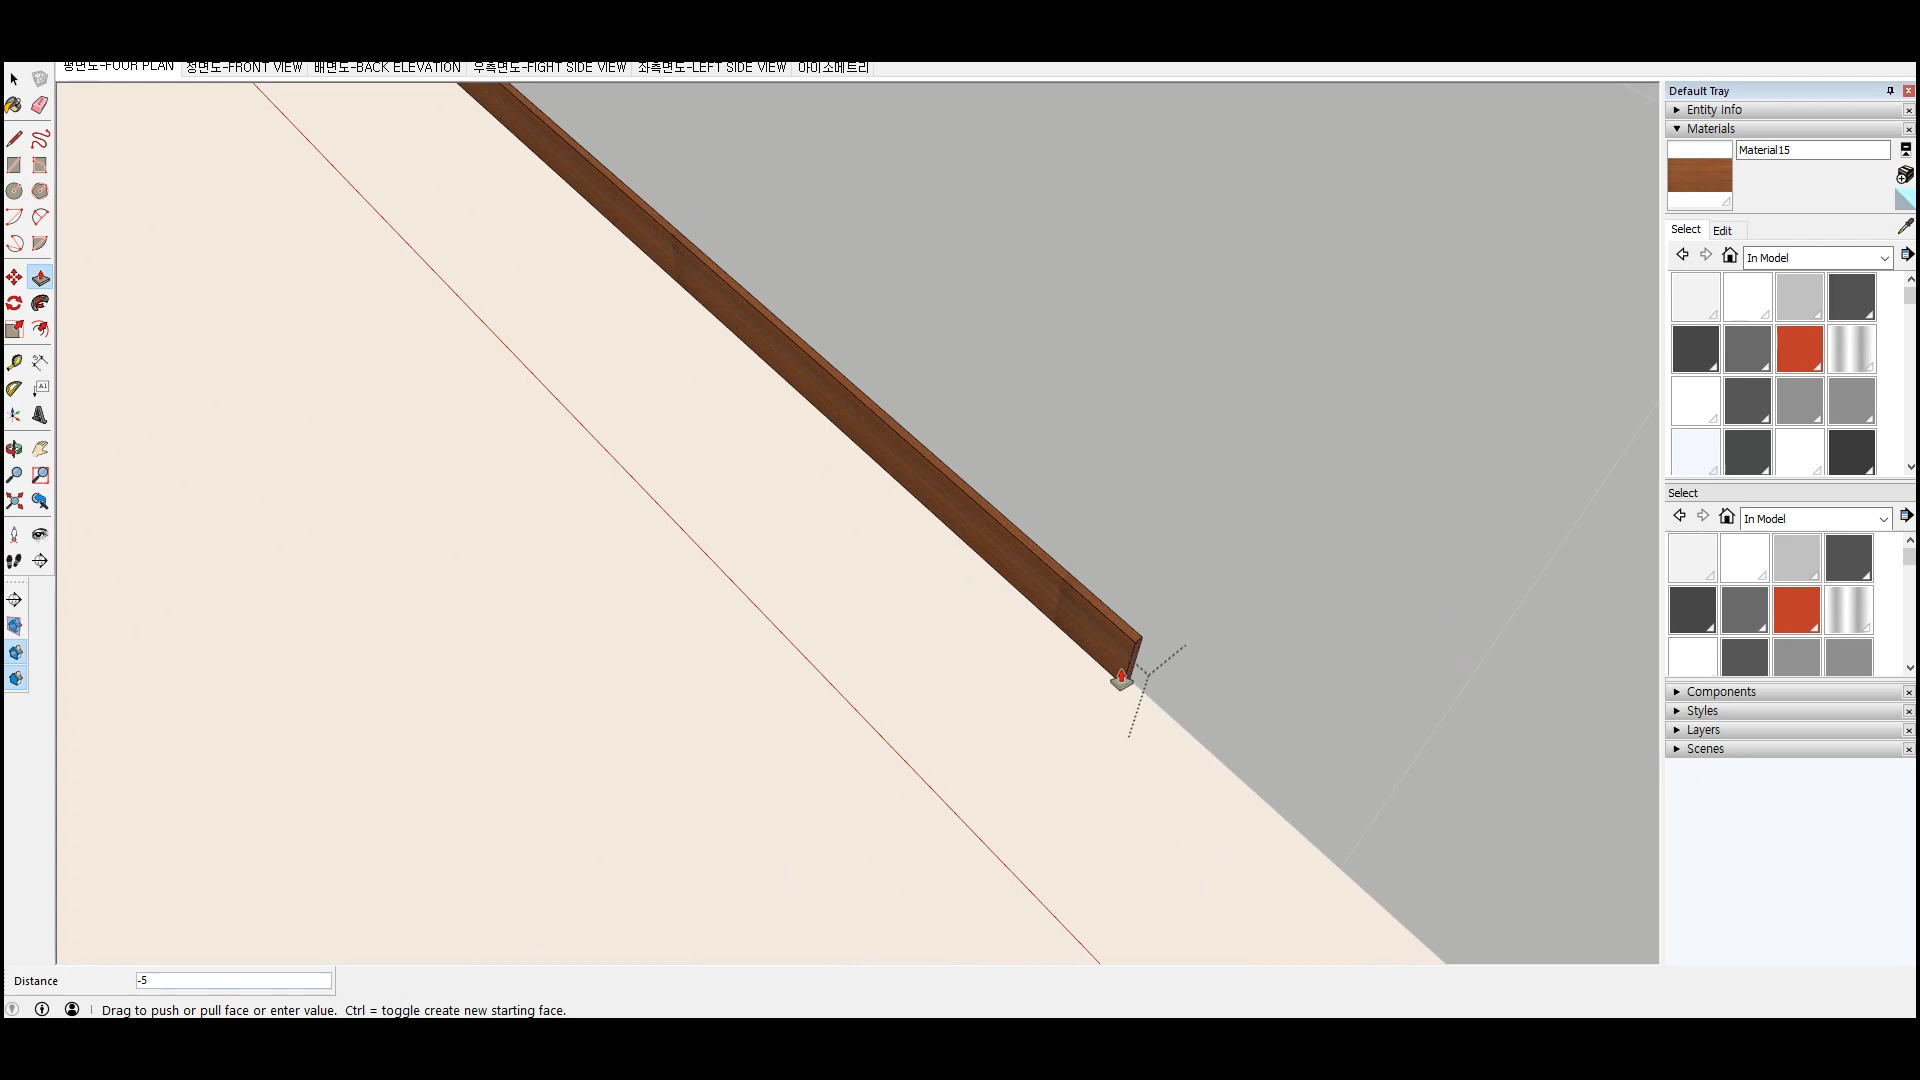 평면도-FOUR PLAN 정면도-FRONT VIEW 배면도-BACK ELEVATION 우측면도-FIGHT SIDE VIEW 좌측면도-LEFT SIDE VIEW 아이소메트리
Default Tray
Entity Info
Materials
Material15
Select Edit
In Model
Select
In Model
Components
Styles
Layers
Scenes
A1
Distance -5
Drag to push or pull face or enter value. Ctrl = toggle create new starting face.